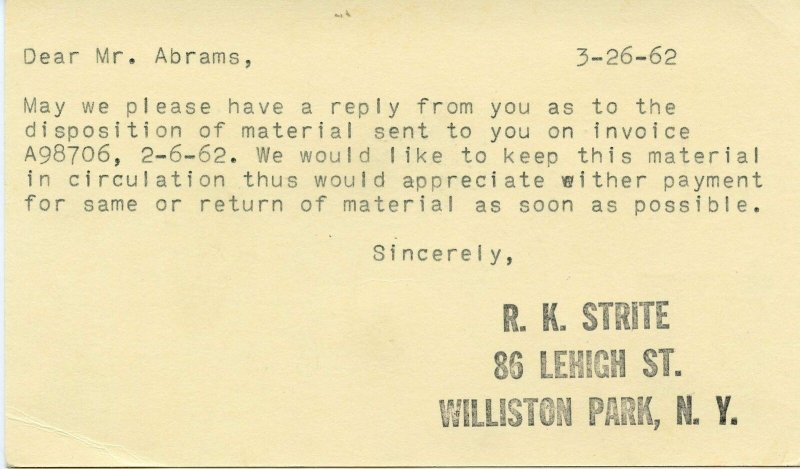 Dear Mr. Abrams, 3-26-62
May we please have a reply from you as to the
disposition of material sent to you on invoice
A98706, 2-6-62. We would like to keep this material
in circulation thus would appreciate either payment
for same or return of material as soon as possible.
Sincerely,
R. K. STRITE
86 LEHIGH ST.
WILLISTON PARK, N. Y.